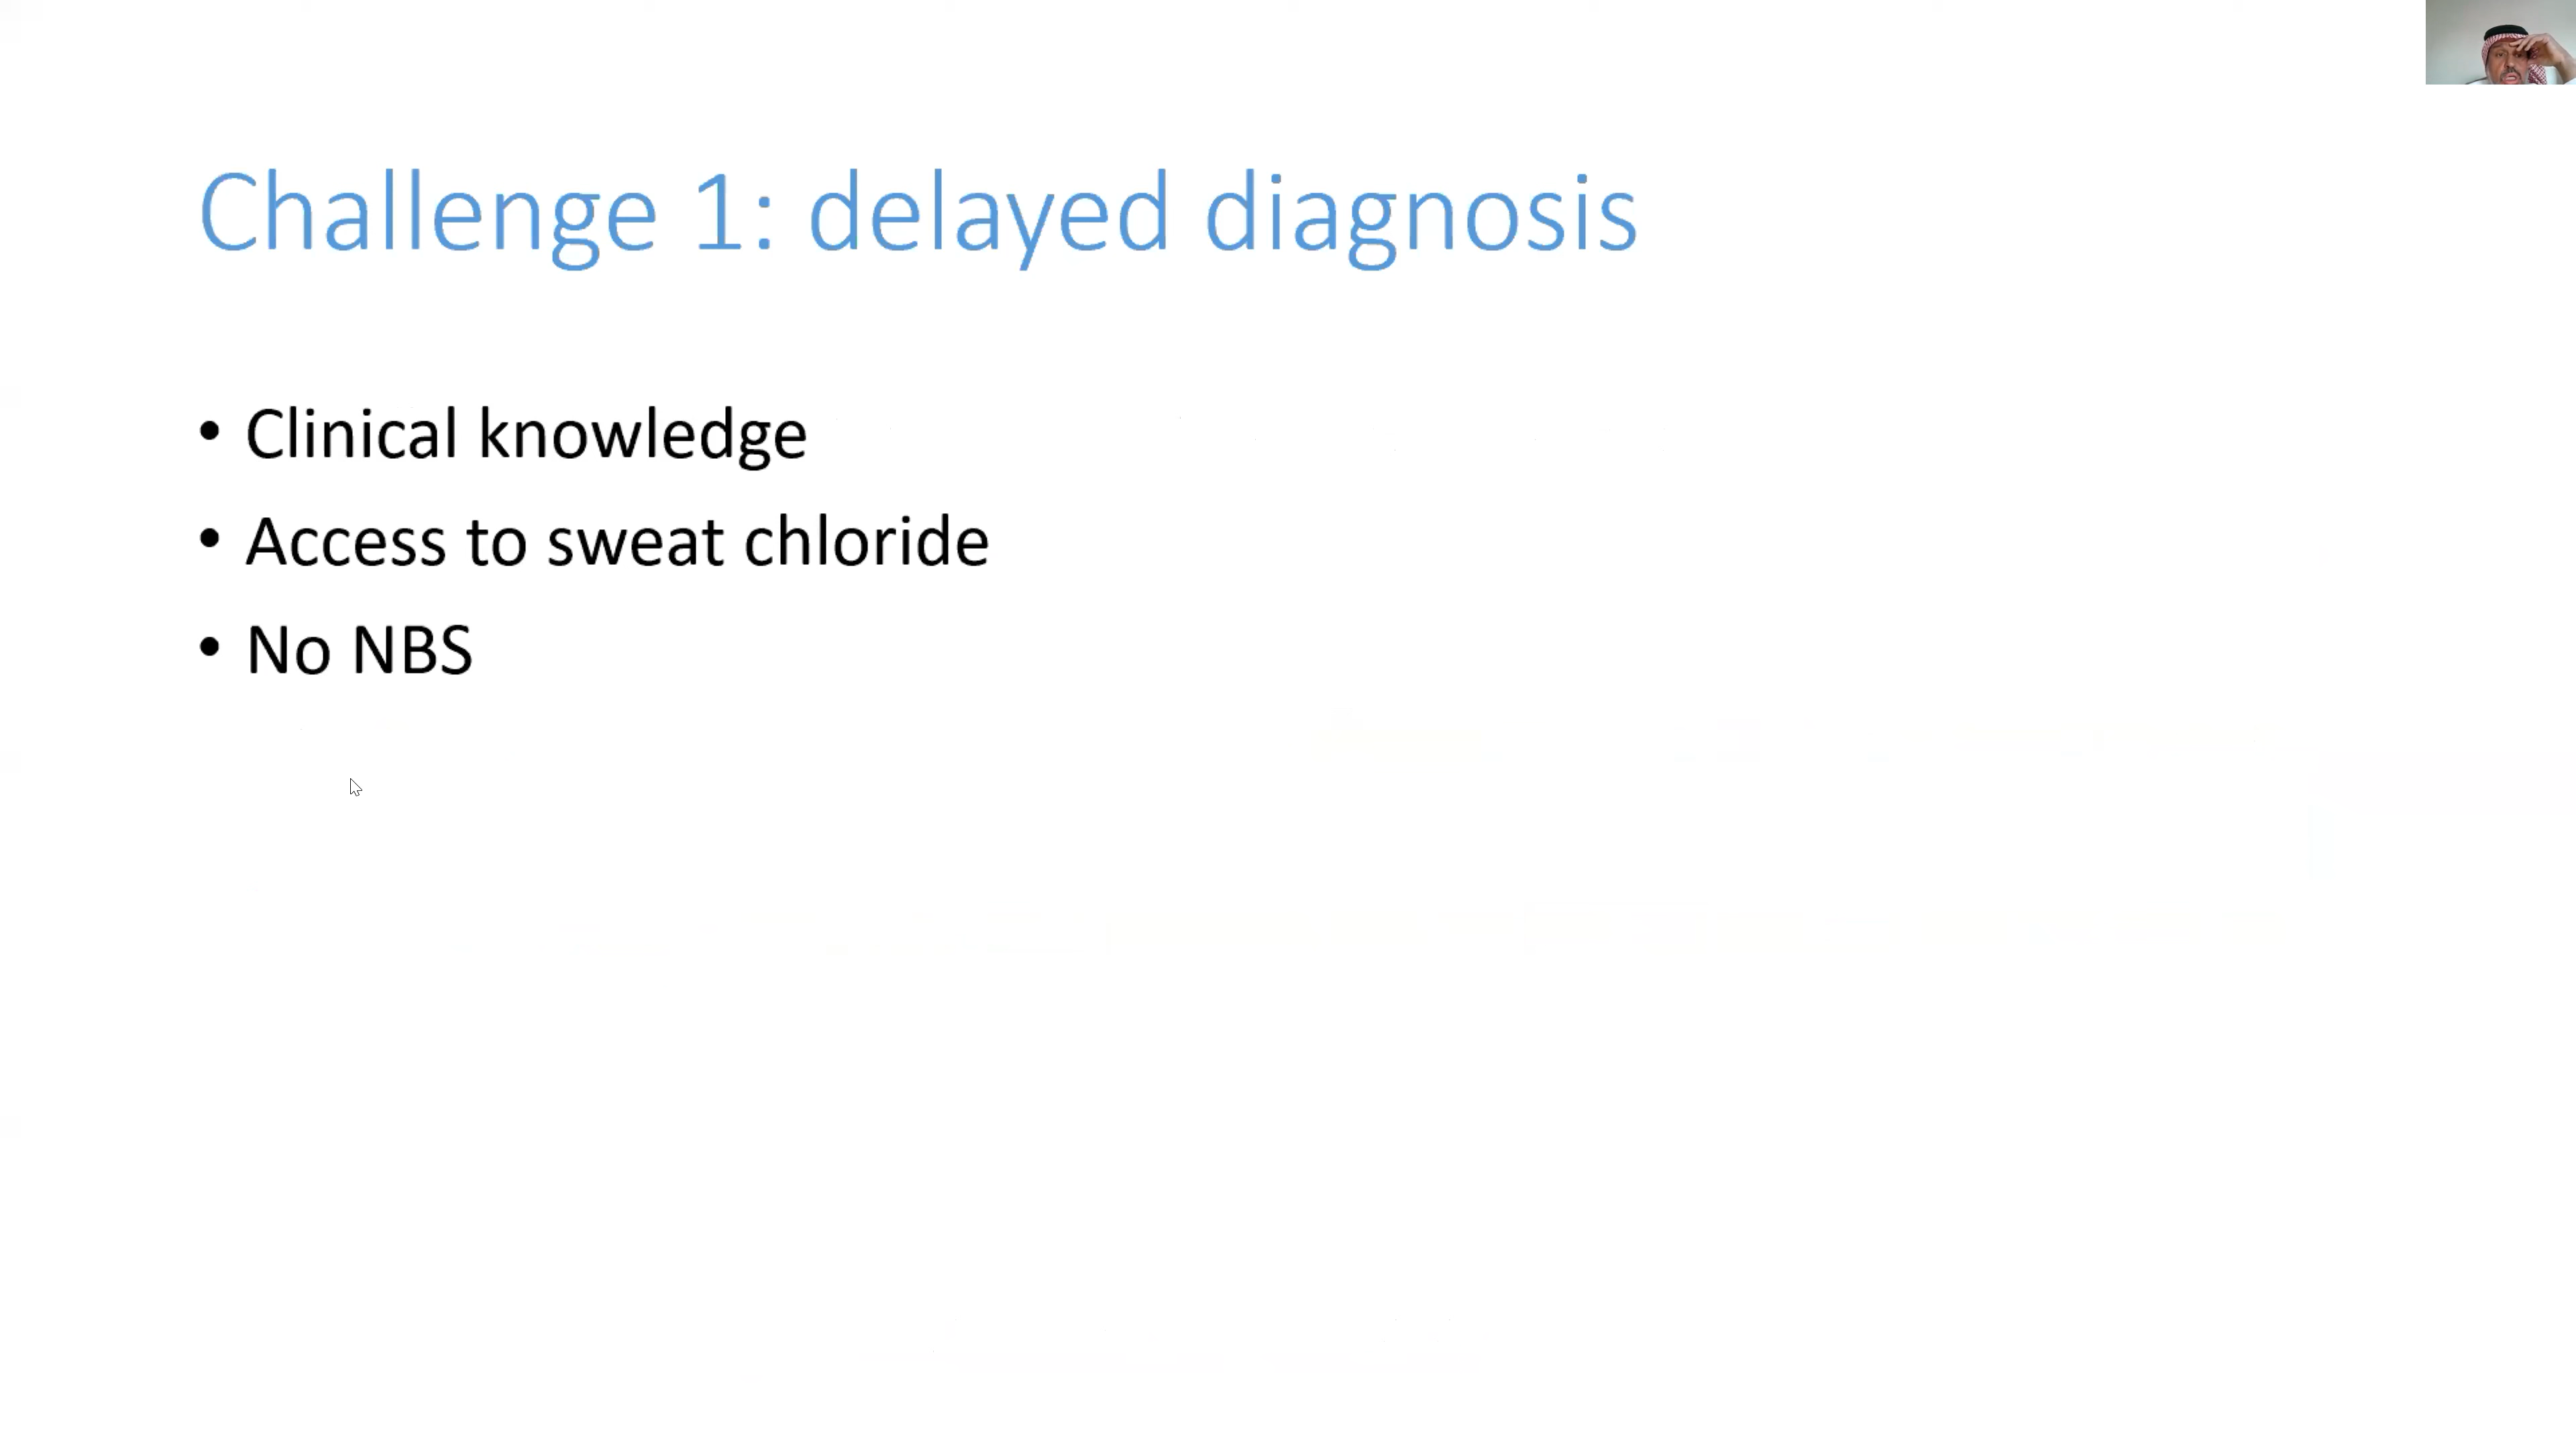 Challenge 1: delayed diagnosis
• Clinical knowledge
• Access to sweat chloride
• No NBS